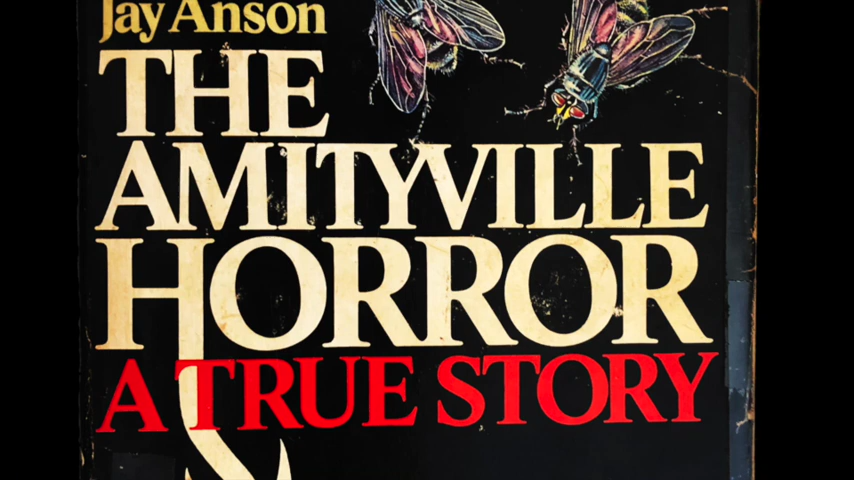 Jay Anson
THE
AMITYVILLE
HORROR
A TRUE STORY